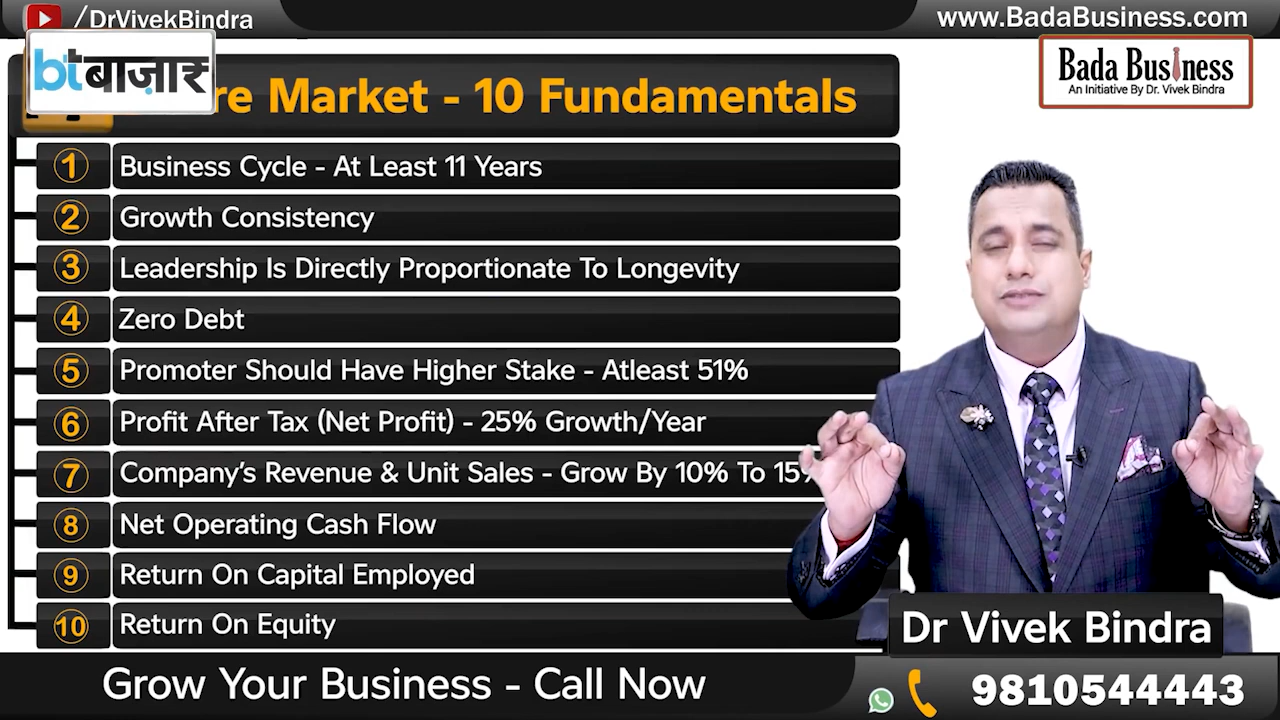 /DrVivekBindra
www.BadaBusiness.com
btबाज़ार
re Market - 10 Fundamentals
Bada Business
An Initiative By Dr. Vivek Bindra
1 Business Cycle - At Least 11 Years
2 Growth Consistency
3 Leadership Is Directly Proportionate To Longevity
4 Zero Debt
5 Promoter Should Have Higher Stake - Atleast 51%
6 Profit After Tax (Net Profit) - 25% Growth/Year
7 Company's Revenue & Unit Sales - Grow By 10% To 15%
8 Net Operating Cash Flow
9 Return On Capital Employed
10 Return On Equity
Dr Vivek Bindra
Grow Your Business - Call Now
9810544443